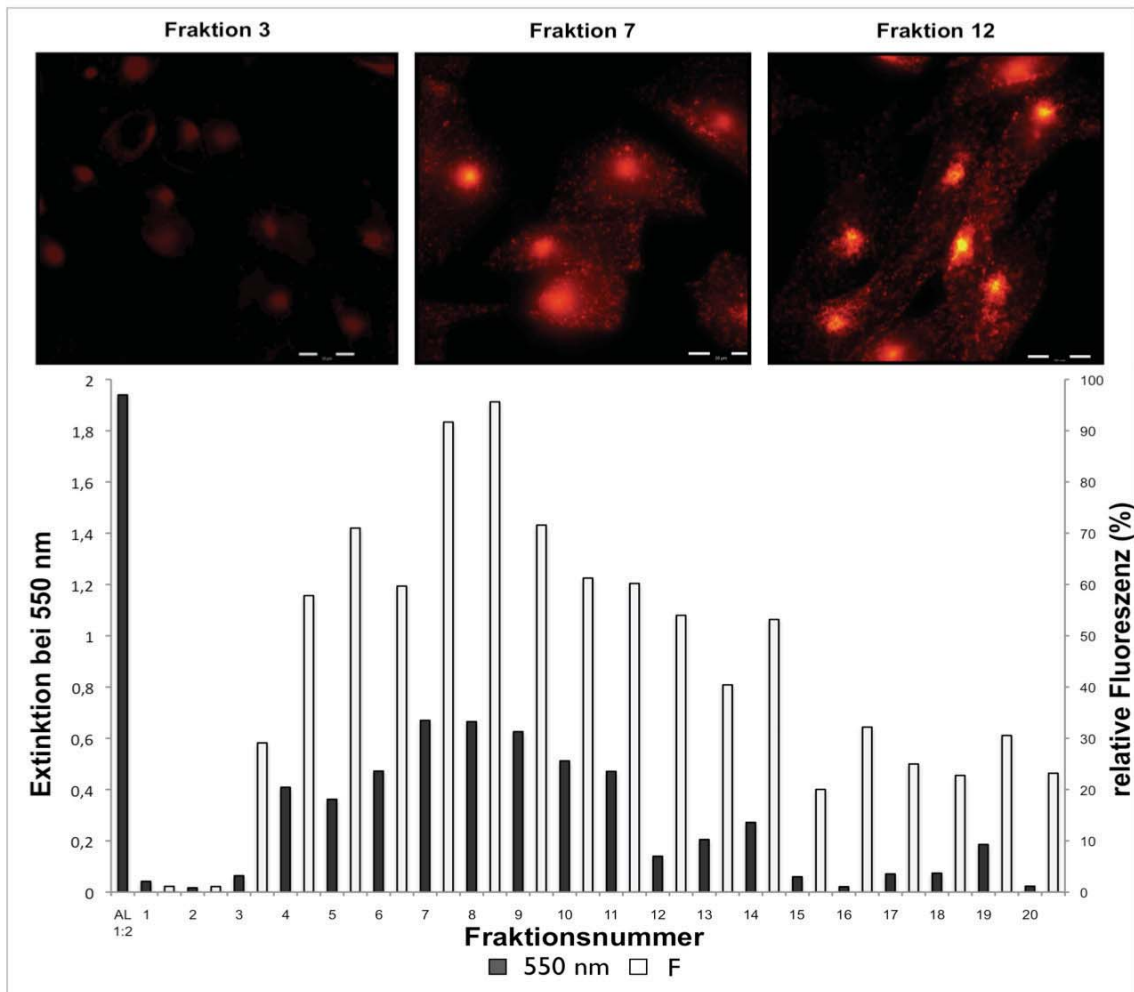 Fraktion 3 Fraktion 7 Fraktion 12
2 100
1,8 90
1,6 80
1,4 70
1,2 60
1 50
0,8 40
0,6 30
0,4 20
0,2 10
0 0
Extinktion bei 550 nm
relative Fluoreszenz (%)
AL 1 2 3 4 5 6 7 8 9 10 11 12 13 14 15 16 17 18 19 20
1:2
Fraktionsnummer
550 nm F